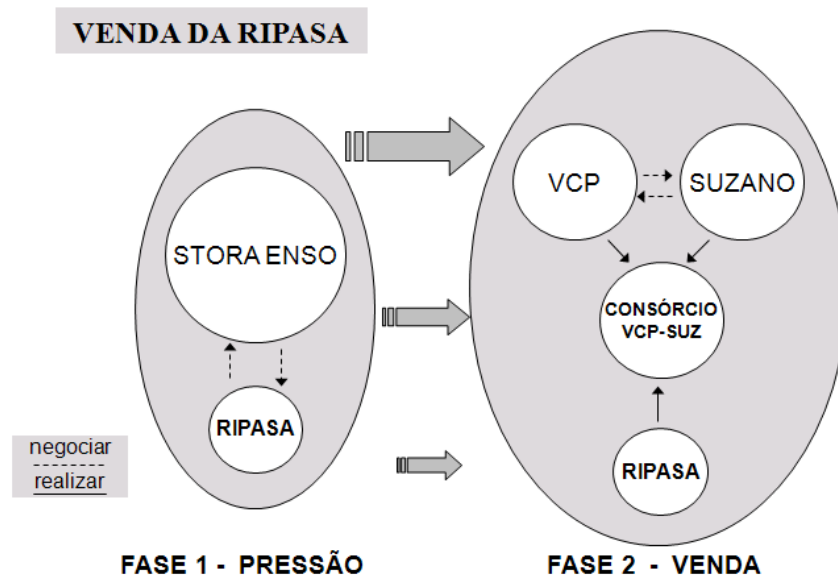 VENDA DA RIPASA
STORA ENSO
RIPASA
negociar
realizar
FASE 1 - PRESSÃO
VCP
SUZANO
CONSÓRCIO
VCP-SUZ
RIPASA
FASE 2 - VENDA